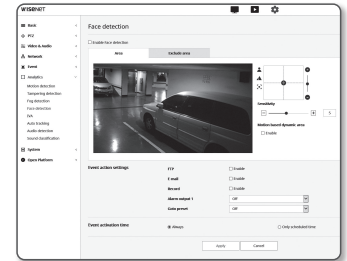 WISENET
Basic
PTZ
Video & Audio
Network
Event
Analytics
Motion detection
Tampering detection
Fog detection
Face detection
IVA
Auto tracking
Audio detection
Sound classification
System
Open Platform
Face detection
Enable face detection
Area
Exclude area
Sensitivity
5
Motion based dynamic area
Enable
Event action settings
FTP
Enable
E-mail
Enable
Record
Enable
Alarm output 1
Off
Goto preset
Off
Event activation time
Always
Only scheduled time
Apply
Cancel